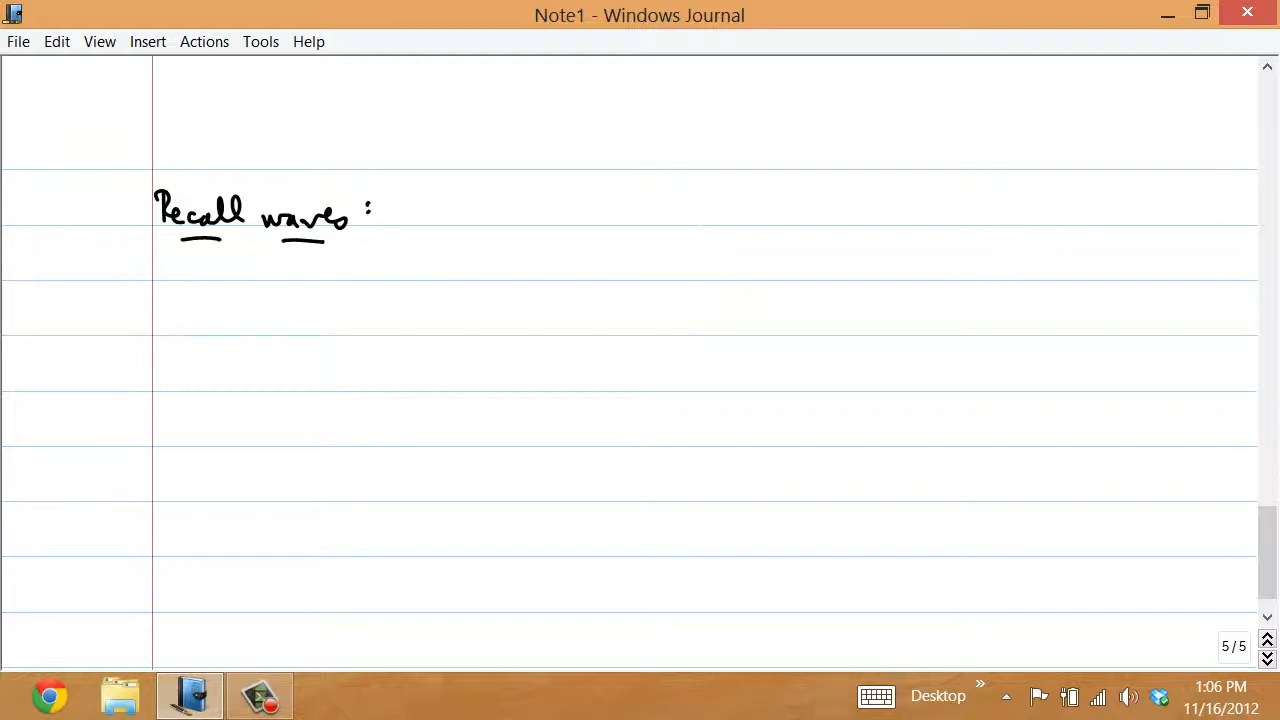 Note1 - Windows Journal
File Edit View Insert Actions Tools Help
Recall waves :
5 / 5
Desktop
1:06 PM
11/16/2012